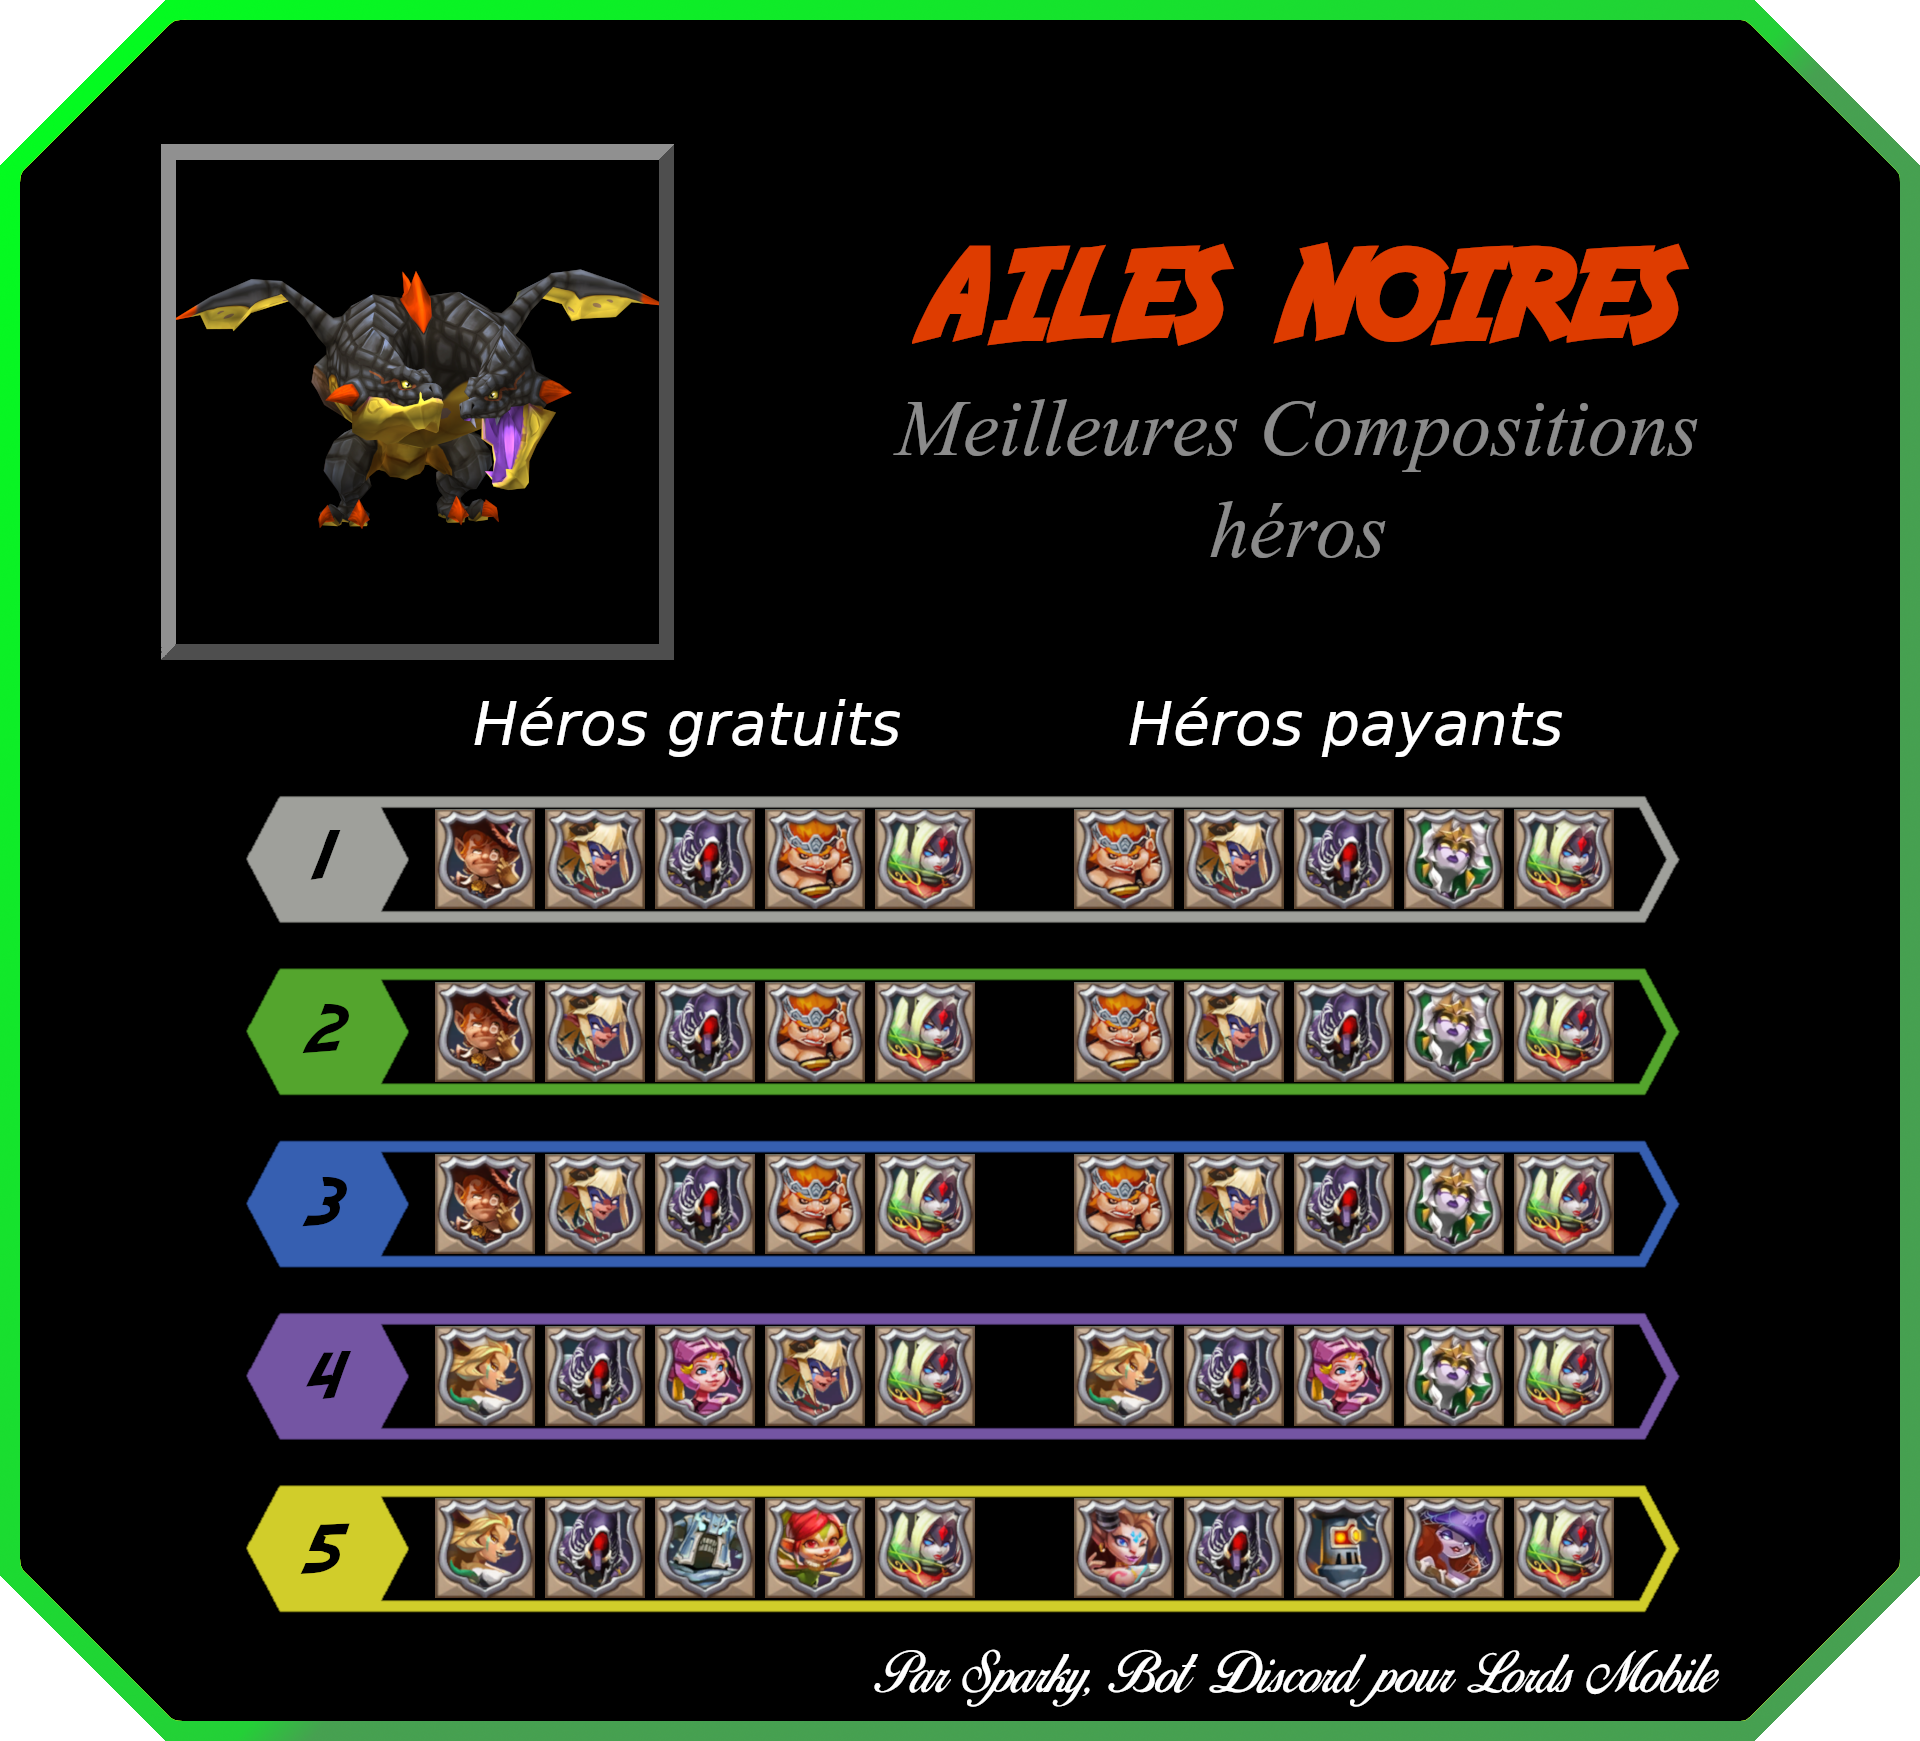 AILES NOIRES
Meilleures Compositions
héros
Héros gratuits
Héros payants
1
2
3
4
5
Par Sparky, Bot Discord pour Lords Mobile